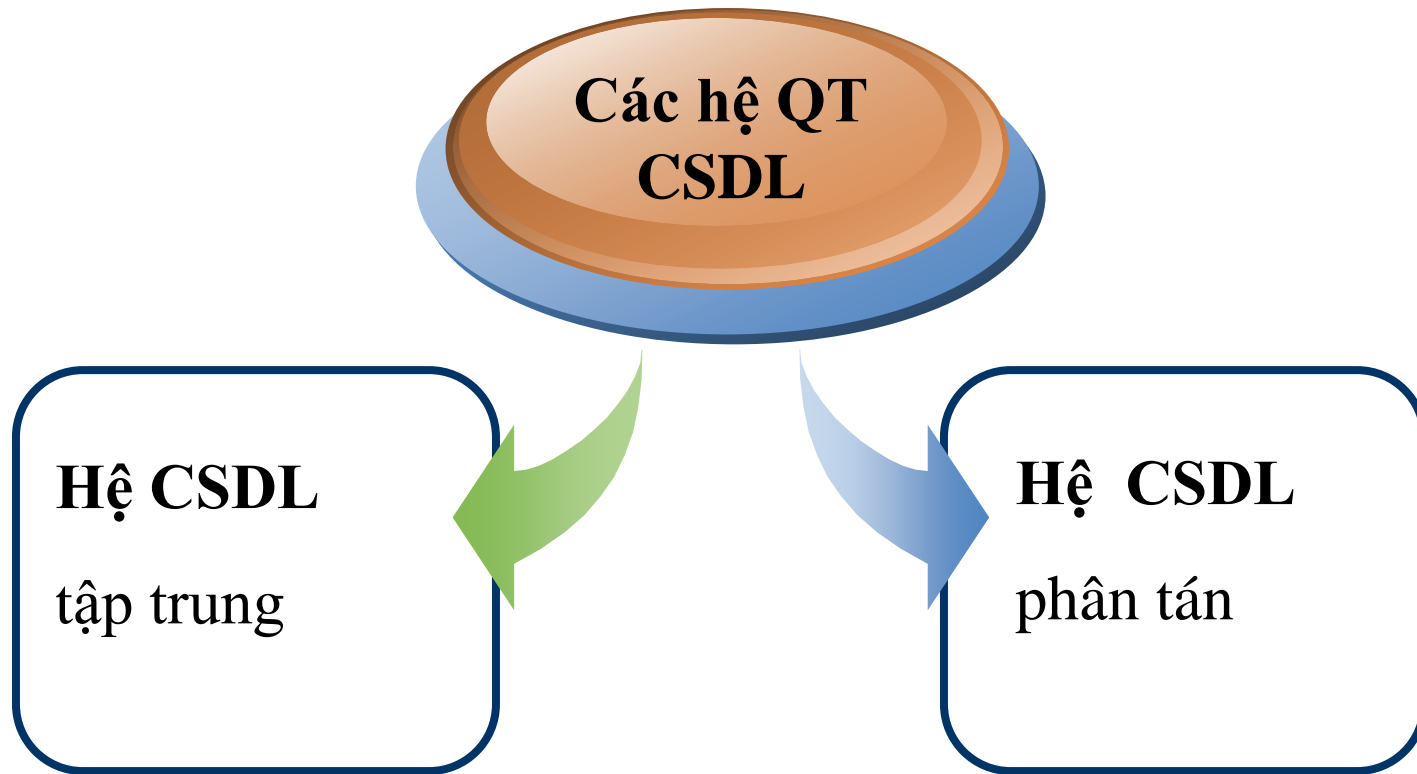 Các hệ QT
CSDL
Hệ CSDL
tập trung
Hệ CSDL
phân tán